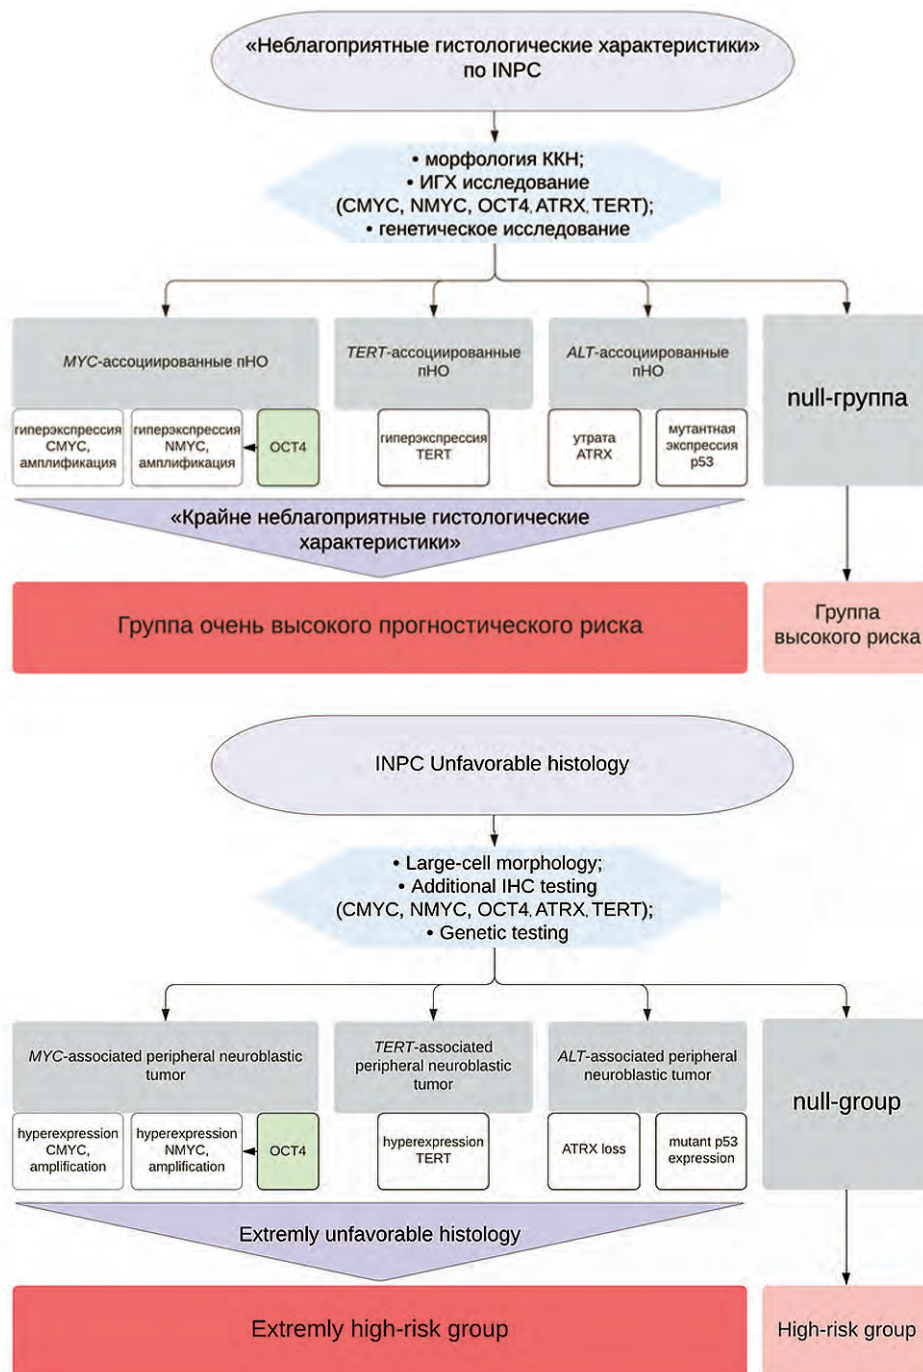 «Неблагоприятные гистологические характеристики»
по INPC
• морфология ККН;
• ИГХ исследование
(CMYC, NMYC, OCT4, ATRX, TERT);
• генетическое исследование
MYC-ассоциированные пНО
TERT-ассоциированные
пНО
ALT-ассоциированные
пНО
null-группа
гиперэкспрессия
CMYC,
амплификация
гиперэкспрессия
NMYC,
амплификация
OCT4
гиперэкспрессия
TERT
утрата
ATRX
мутантная
экспрессия
p53
«Крайне неблагоприятные гистологические
характеристики»
Группа очень высокого прогностического риска
Группа
высокого риска
INPC Unfavorable histology
• Large-cell morphology;
• Additional IHC testing
(CMYC, NMYC, OCT4, ATRX, TERT);
• Genetic testing
MYC-associated peripheral neuroblastic
tumor
TERT-associated
peripheral neuroblastic
tumor
ALT-associated peripheral
neuroblastic tumor
null-group
hyperexpression
CMYC,
amplification
hyperexpression
NMYC,
amplification
OCT4
hyperexpression
TERT
ATRX loss
mutant p53
expression
Extremly unfavorable histology
Extremly high-risk group
High-risk group